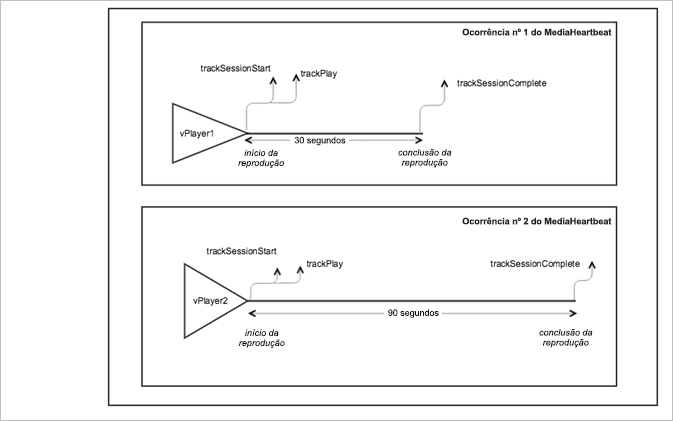 Ocorrência nº 1 do MediaHeartbeat
trackSessionStart
trackPlay
trackSessionComplete
vPlayer1
30 segundos
início da
reprodução
conclusão da
reprodução
Ocorrência nº 2 do MediaHeartbeat
trackSessionStart
trackPlay
trackSessionComplete
vPlayer2
90 segundos
início da
reprodução
conclusão da
reprodução